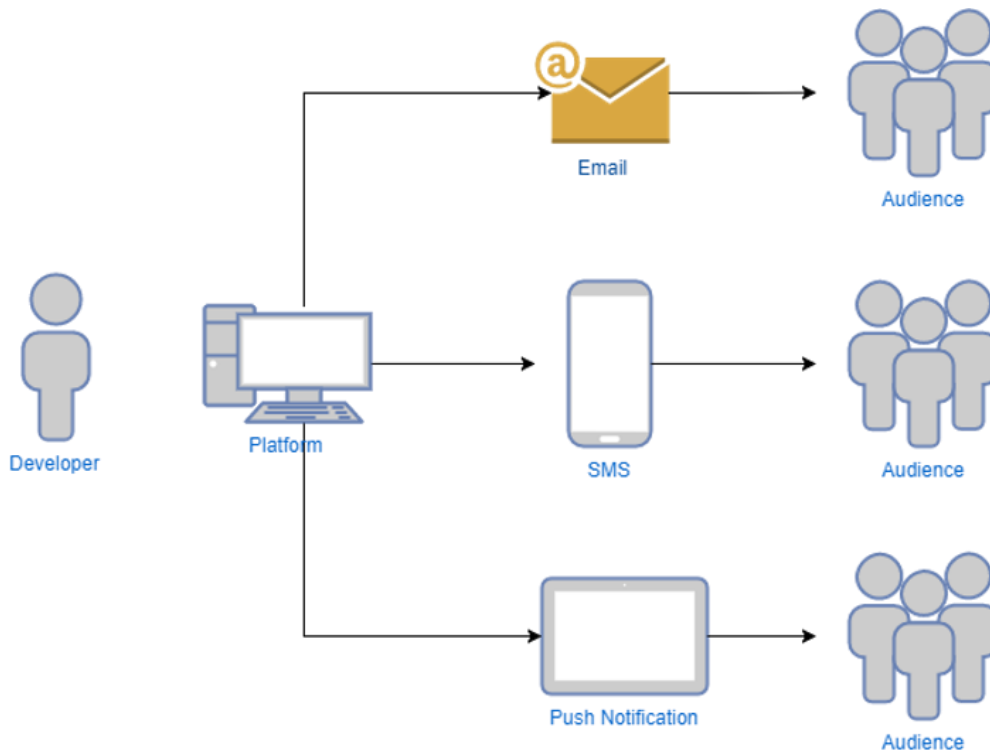 @
Email
Audience
Developer
Platform
SMS
Audience
Push Notification
Audience